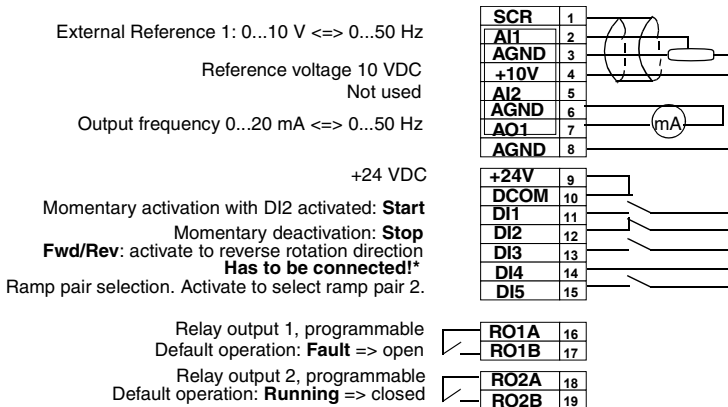 External Reference 1: 0...10 V <=> 0...50 Hz
Reference voltage 10 VDC
Not used
Output frequency 0...20 mA <=> 0...50 Hz
SCR 1
AI1 2
AGND 3
+10V 4
AI2 5
AGND 6
AO1 7
AGND 8
mA
+24 VDC
Momentary activation with DI2 activated: Start
Momentary deactivation: Stop
Fwd/Rev: activate to reverse rotation direction
Has to be connected!*
Ramp pair selection. Activate to select ramp pair 2.
+24V 9
DCOM 10
DI1 11
DI2 12
DI3 13
DI4 14
DI5 15
Relay output 1, programmable
Default operation: Fault => open
RO1A 16
RO1B 17
Relay output 2, programmable
Default operation: Running => closed
RO2A 18
RO2B 19